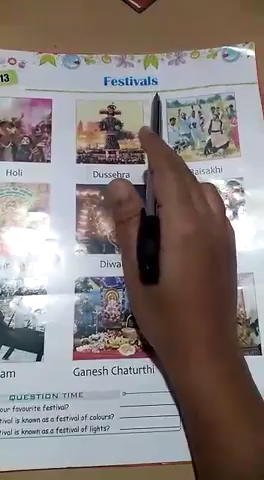 13
Festivals
Holi
Dussehra
Baisakhi
Diwa
am
Ganesh Chaturthi
QUESTION TIME
our favourite festival?
tival is known as a festival of colours?
tival is known as a festival of lights?